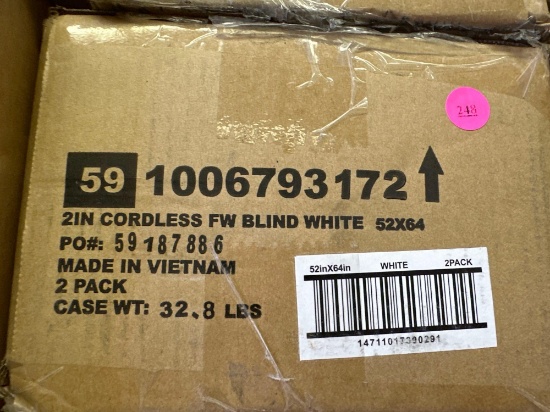 248
59 1006793172
2IN CORDLESS FW BLIND WHITE 52X64
PO#: 59187886
MADE IN VIETNAM
2 PACK
CASE WT: 32.8 LBS
52inX64in WHITE 2PACK
14711017390291